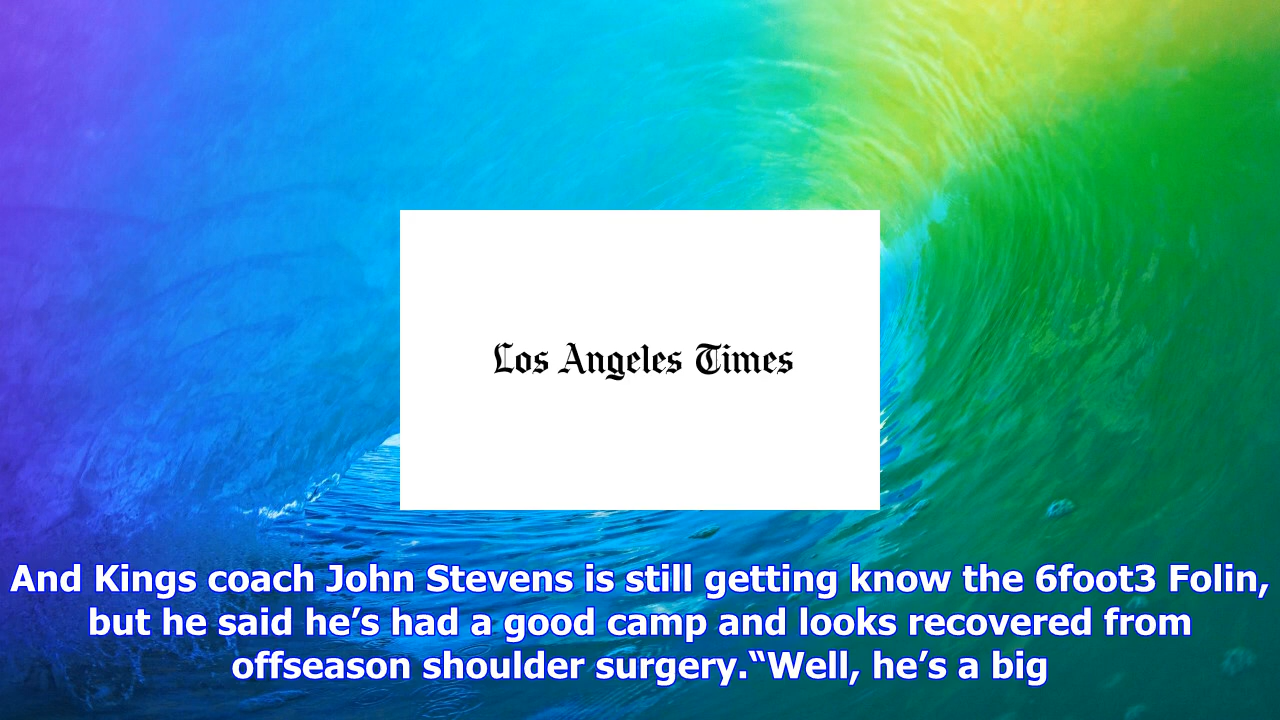 Los Angeles Times
And Kings coach John Stevens is still getting know the 6foot3 Folin,
but he said he’s had a good camp and looks recovered from
offseason shoulder surgery.“Well, he’s a big